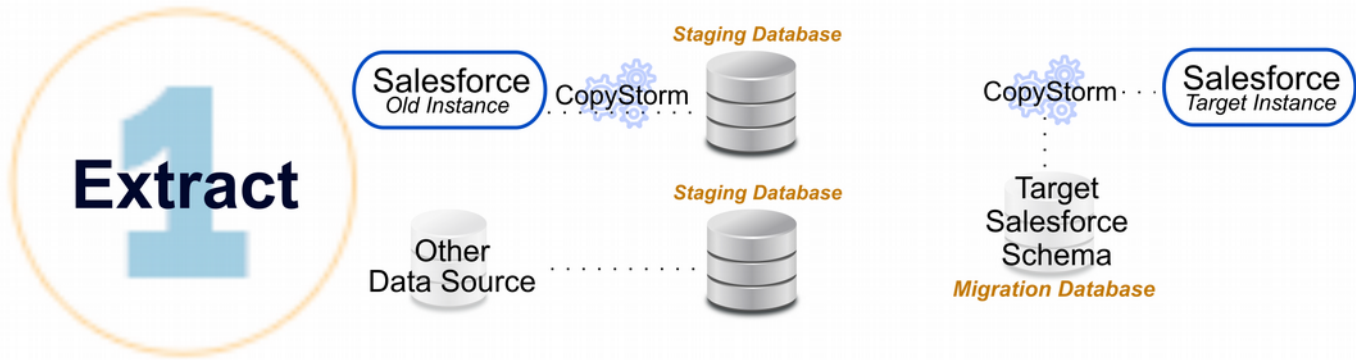 1
Extract
Salesforce
Old Instance
CopyStorm
Staging Database
Other
Data Source
Staging Database
CopyStorm
Salesforce
Target Instance
Target
Salesforce
Schema
Migration Database